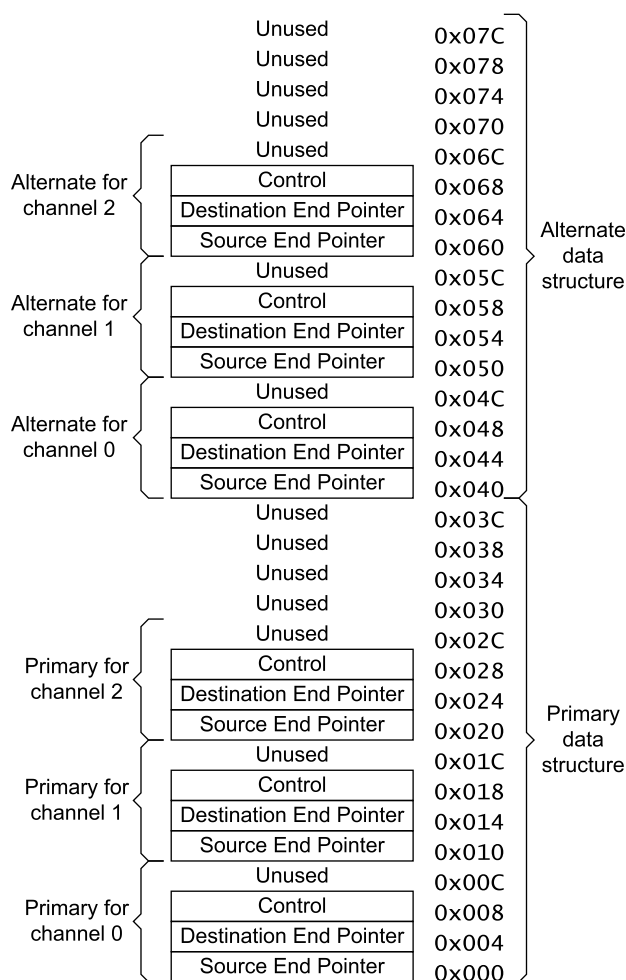 Unused 0x07C
Unused 0x078
Unused 0x074
Unused 0x070
Unused 0x06C
Alternate for
channel 2
Control 0x068
Destination End Pointer 0x064
Source End Pointer 0x060
Alternate
data
structure
Unused 0x05C
Alternate for
channel 1
Control 0x058
Destination End Pointer 0x054
Source End Pointer 0x050
Unused 0x04C
Alternate for
channel 0
Control 0x048
Destination End Pointer 0x044
Source End Pointer 0x040
Unused 0x03C
Unused 0x038
Unused 0x034
Unused 0x030
Unused 0x02C
Primary for
channel 2
Control 0x028
Destination End Pointer 0x024
Source End Pointer 0x020
Primary
data
structure
Unused 0x01C
Primary for
channel 1
Control 0x018
Destination End Pointer 0x014
Source End Pointer 0x010
Unused 0x00C
Primary for
channel 0
Control 0x008
Destination End Pointer 0x004
Source End Pointer 0x000